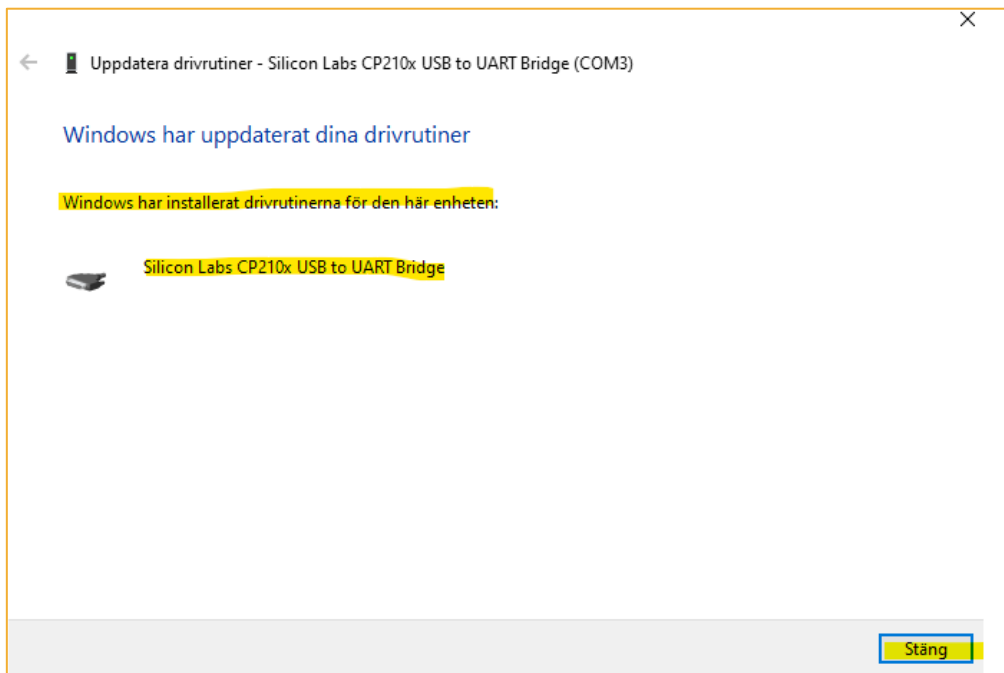 Uppdatera drivrutiner - Silicon Labs CP210x USB to UART Bridge (COM3)
Windows har uppdaterat dina drivrutiner
Windows har installerat drivrutinerna för den här enheten:
Silicon Labs CP210x USB to UART Bridge
Stäng